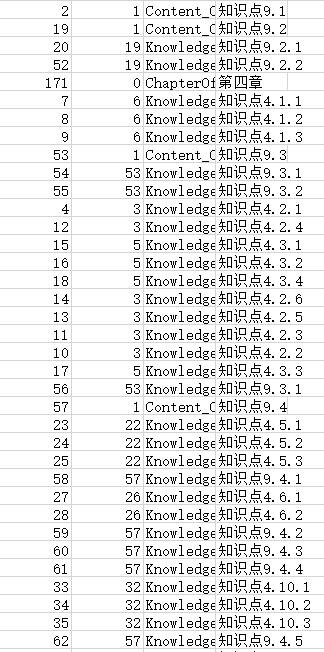 2 1 Content_C 知识点9.1
19 1 Content_C 知识点9.2
20 19 Knowledge 知识点9.2.1
52 19 Knowledge 知识点9.2.2
171 0 ChapterOf 第四章
7 6 Knowledge 知识点4.1.1
8 6 Knowledge 知识点4.1.2
9 6 Knowledge 知识点4.1.3
53 1 Content_C 知识点9.3
54 53 Knowledge 知识点9.3.1
55 53 Knowledge 知识点9.3.2
4 3 Knowledge 知识点4.2.1
12 3 Knowledge 知识点4.2.4
15 5 Knowledge 知识点4.3.1
16 5 Knowledge 知识点4.3.2
18 5 Knowledge 知识点4.3.4
14 3 Knowledge 知识点4.2.6
13 3 Knowledge 知识点4.2.5
11 3 Knowledge 知识点4.2.3
10 3 Knowledge 知识点4.2.2
17 5 Knowledge 知识点4.3.3
56 53 Knowledge 知识点9.3.1
57 1 Content_C 知识点9.4
23 22 Knowledge 知识点4.5.1
24 22 Knowledge 知识点4.5.2
25 22 Knowledge 知识点4.5.3
58 57 Knowledge 知识点9.4.1
27 26 Knowledge 知识点4.6.1
28 26 Knowledge 知识点4.6.2
59 57 Knowledge 知识点9.4.2
60 57 Knowledge 知识点9.4.3
61 57 Knowledge 知识点9.4.4
33 32 Knowledge 知识点4.10.1
34 32 Knowledge 知识点4.10.2
35 32 Knowledge 知识点4.10.3
62 57 Knowledge 知识点9.4.5